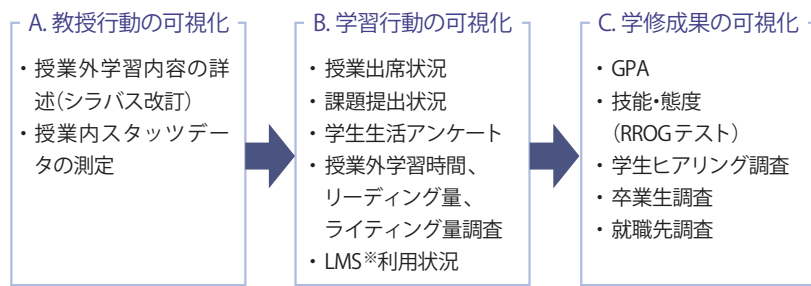 A. 教授行動の可視化
・授業外学習内容の詳
述(シラバス改訂)
・授業内スタッツデー
タの測定
B. 学習行動の可視化
・授業出席状況
・課題提出状況
・学生生活アンケート
・授業外学習時間、
リーディング量、
ライティング量調査
・LMS※利用状況
C. 学修成果の可視化
・GPA
・技能・態度
(RROGテスト)
・学生ヒアリング調査
・卒業生調査
・就職先調査